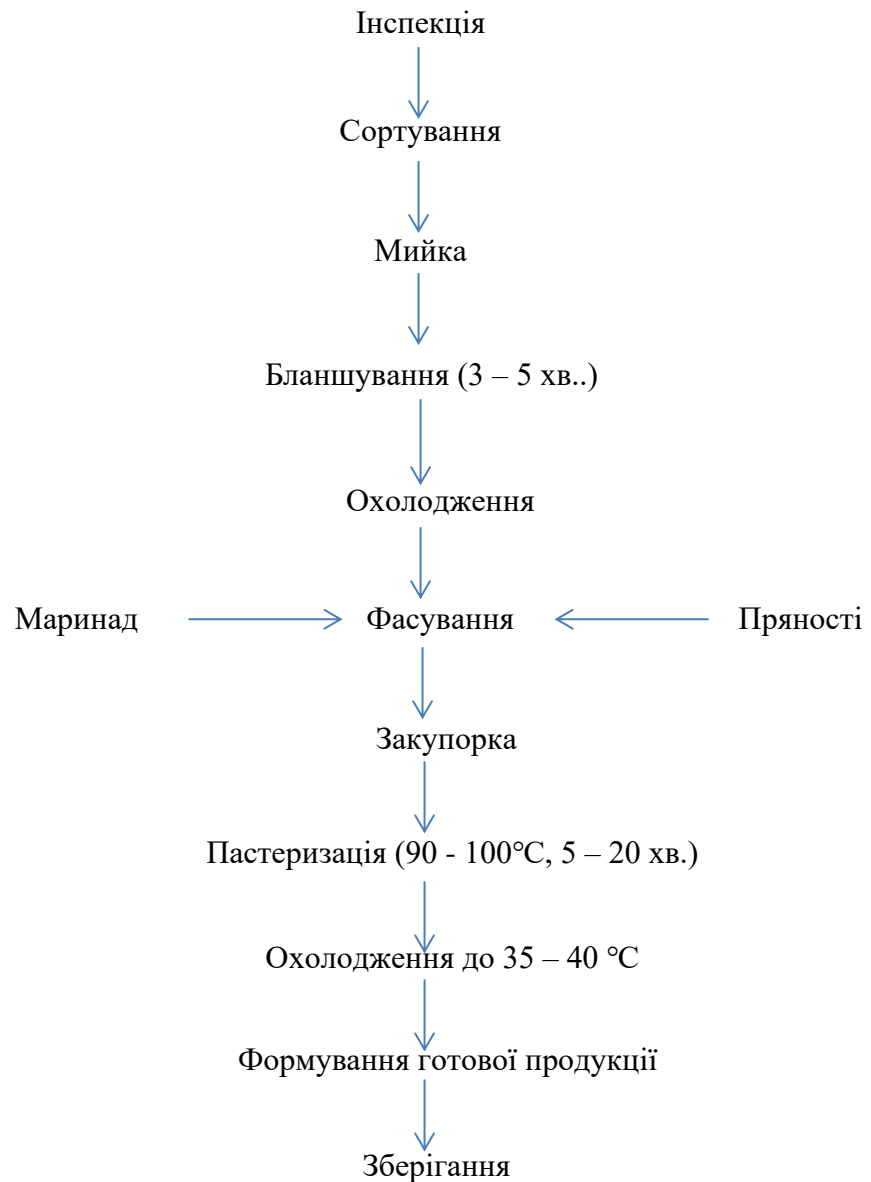 Інспекція
Сортування
Мийка
Бланшування (3 – 5 хв..)
Охолодження
Маринад Фасування Пряності
Закупорка
Пастеризація (90 - 100℃, 5 – 20 хв.)
Охолодження до 35 – 40 ℃
Формування готової продукції
Зберігання